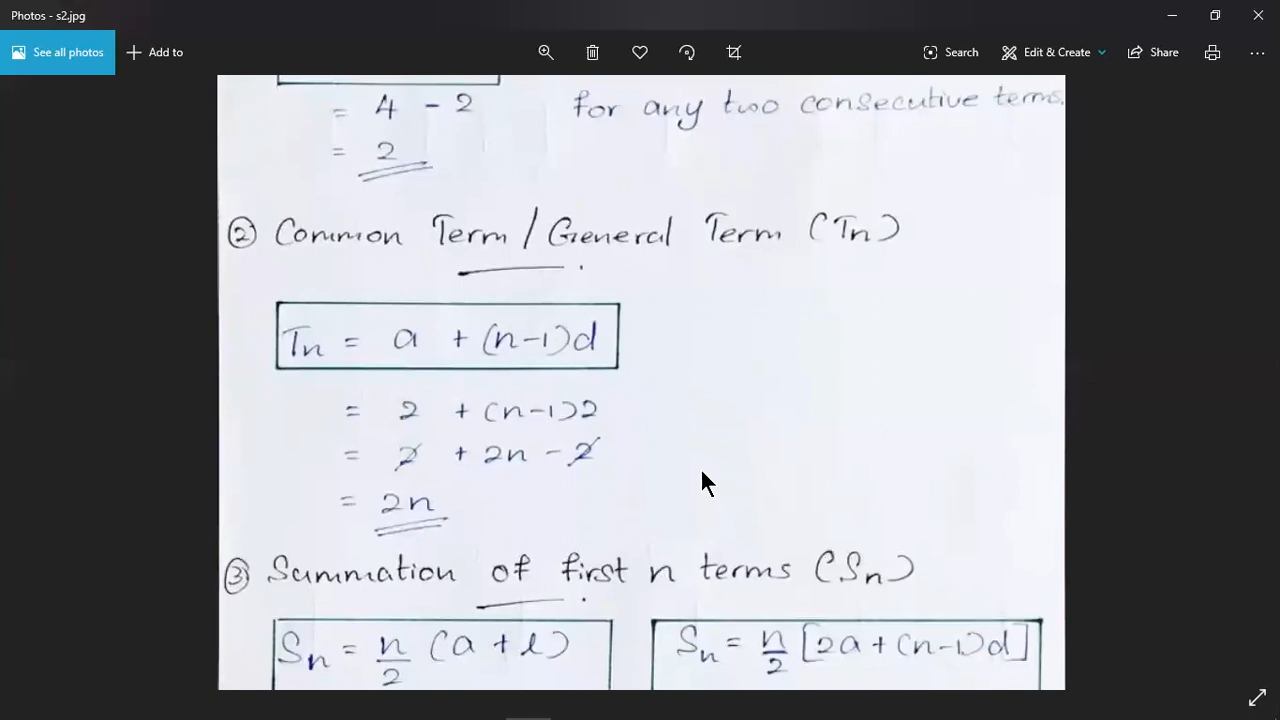 Photos - s2.jpg
See all photos
Add to
Search
Edit & Create
Share
= 4 - 2 for any two consecutive terms.
= 2
② Common Term / General Term (Tn)
Tn = a + (n-1)d
= 2 + (n-1)2
= 2 + 2n - 2
= 2n
③ Summation of first n terms (Sn)
Sn = n/2 (a + l) Sn = n/2 [2a + (n-1)d]